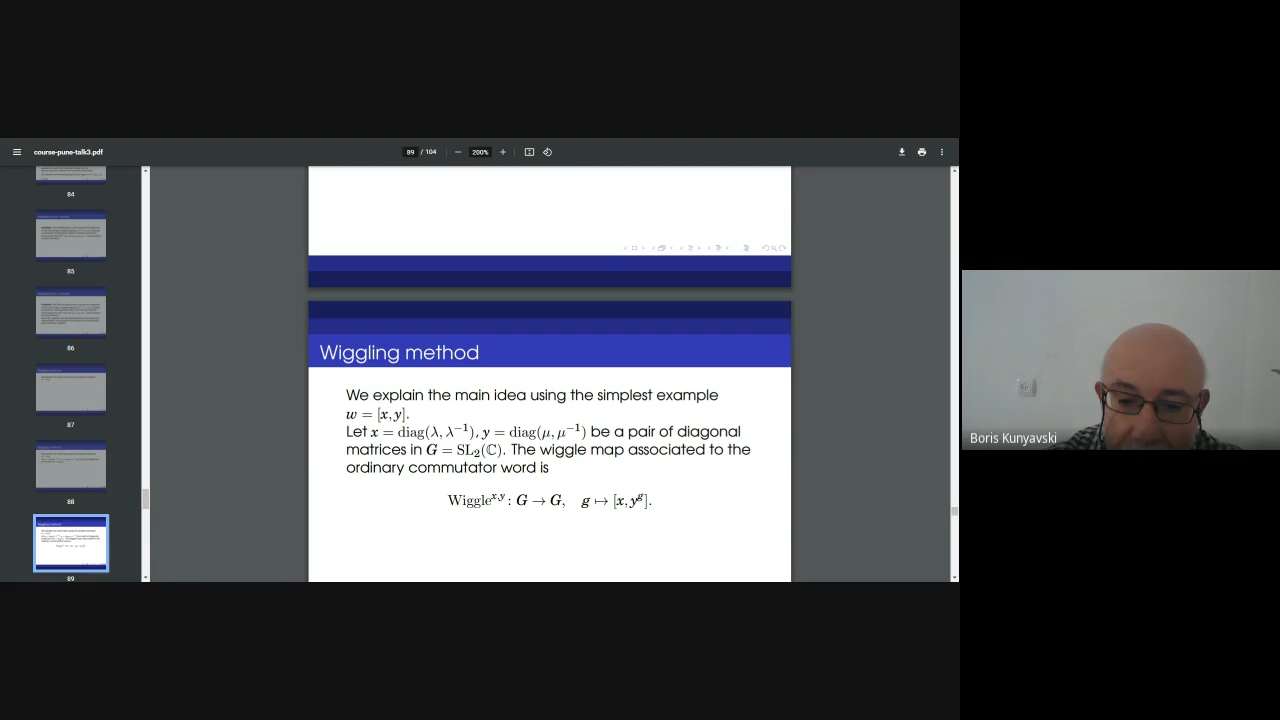 course-pune-talk3.pdf
89 / 104
200%
84
85
86
87
88
89
Wiggling method
We explain the main idea using the simplest example
w = [x, y].
Let x = diag(λ, λ⁻¹), y = diag(μ, μ⁻¹) be a pair of diagonal
matrices in G = SL₂(ℂ). The wiggle map associated to the
ordinary commutator word is
Wiggleˣ,ʸ : G → G, g ↦ [x, yᵍ].
Boris Kunyavski